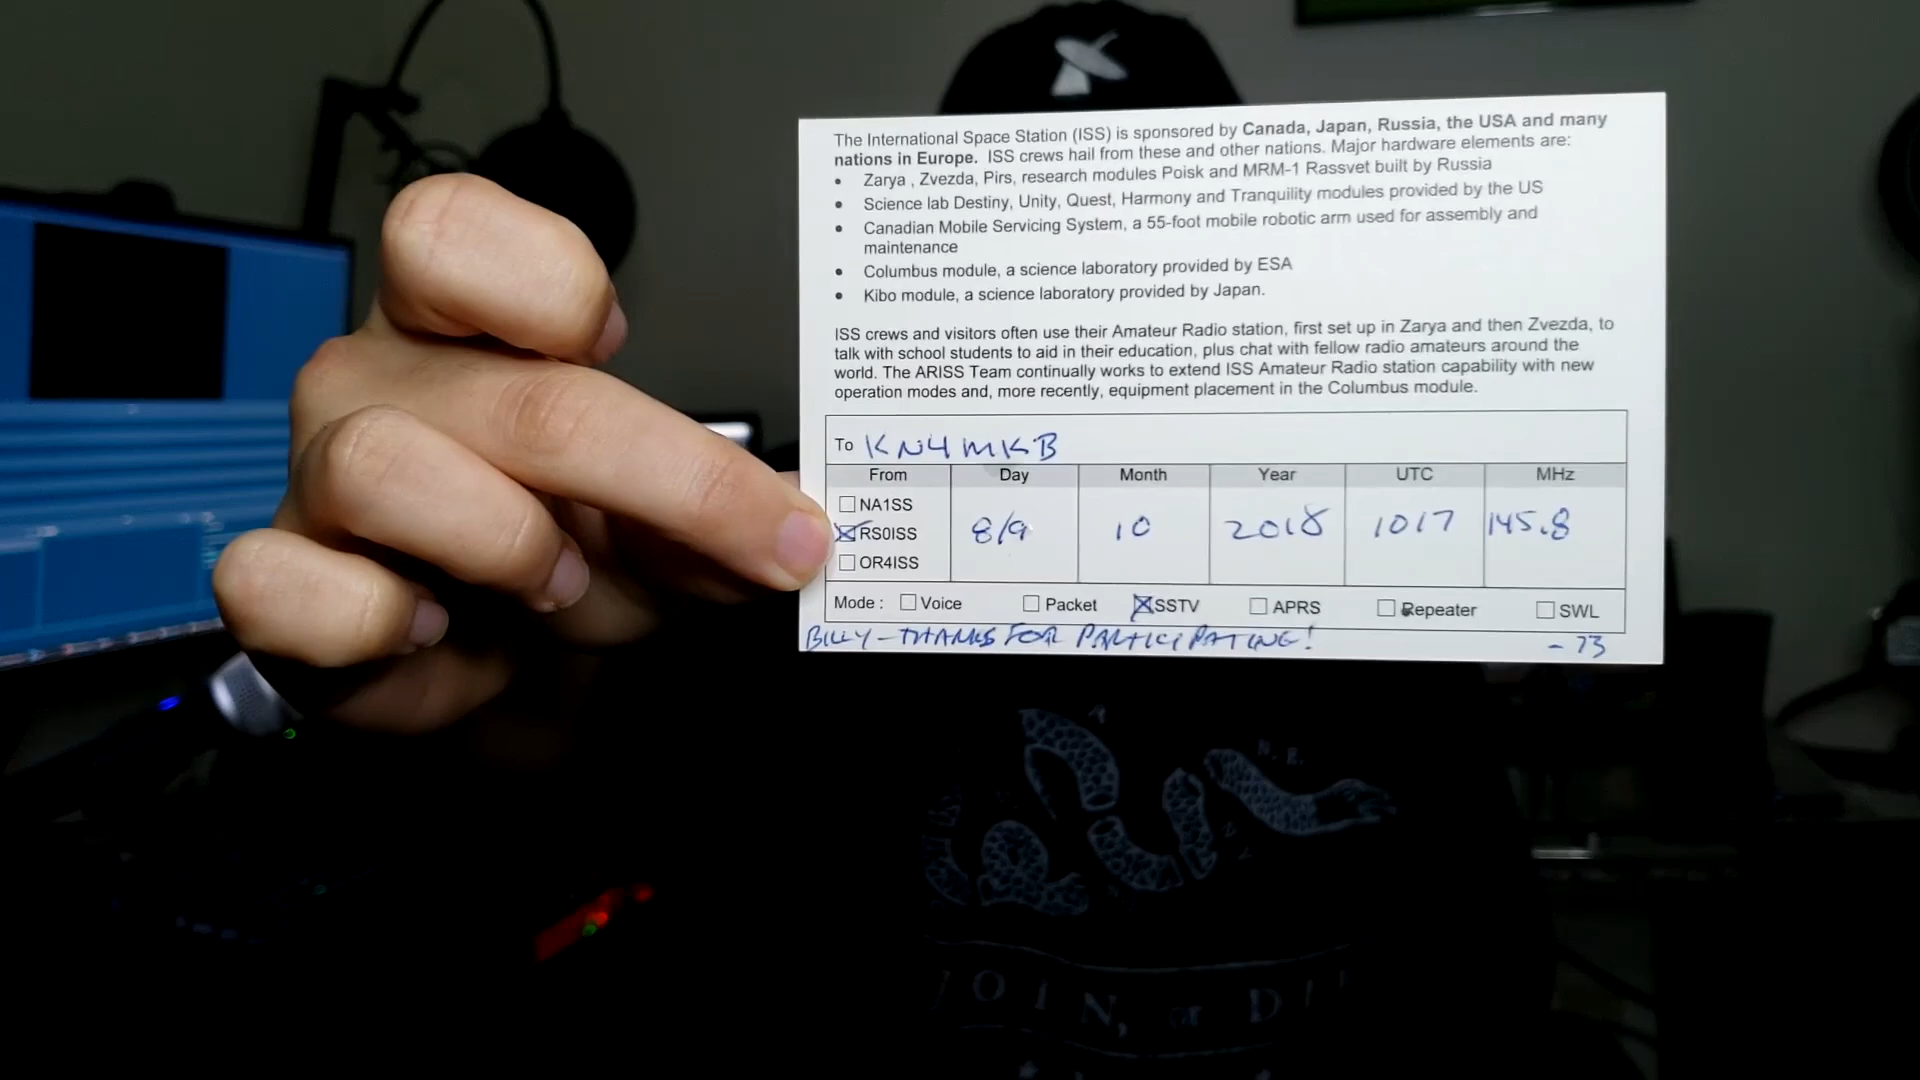 The International Space Station (ISS) is sponsored by Canada, Japan, Russia, the USA and many
nations in Europe. ISS crews hail from these and other nations. Major hardware elements are:
• Zarya , Zvezda, Pirs, research modules Poisk and MRM-1 Rassvet built by Russia
• Science lab Destiny, Unity, Quest, Harmony and Tranquility modules provided by the US
• Canadian Mobile Servicing System, a 55-foot mobile robotic arm used for assembly and
maintenance
• Columbus module, a science laboratory provided by ESA
• Kibo module, a science laboratory provided by Japan.
ISS crews and visitors often use their Amateur Radio station, first set up in Zarya and then Zvezda, to
talk with school students to aid in their education, plus chat with fellow radio amateurs around the
world. The ARISS Team continually works to extend ISS Amateur Radio station capability with new
operation modes and, more recently, equipment placement in the Columbus module.
To KN4MKB
From Day Month Year UTC MHz
NA1SS
RS0ISS 8/9 10 2018 1017 145.8
OR4ISS
Mode : Voice Packet SSTV APRS Repeater SWL
BILLY - THANKS FOR PARTICIPATING! - 73
N. E.
JOIN, or DI